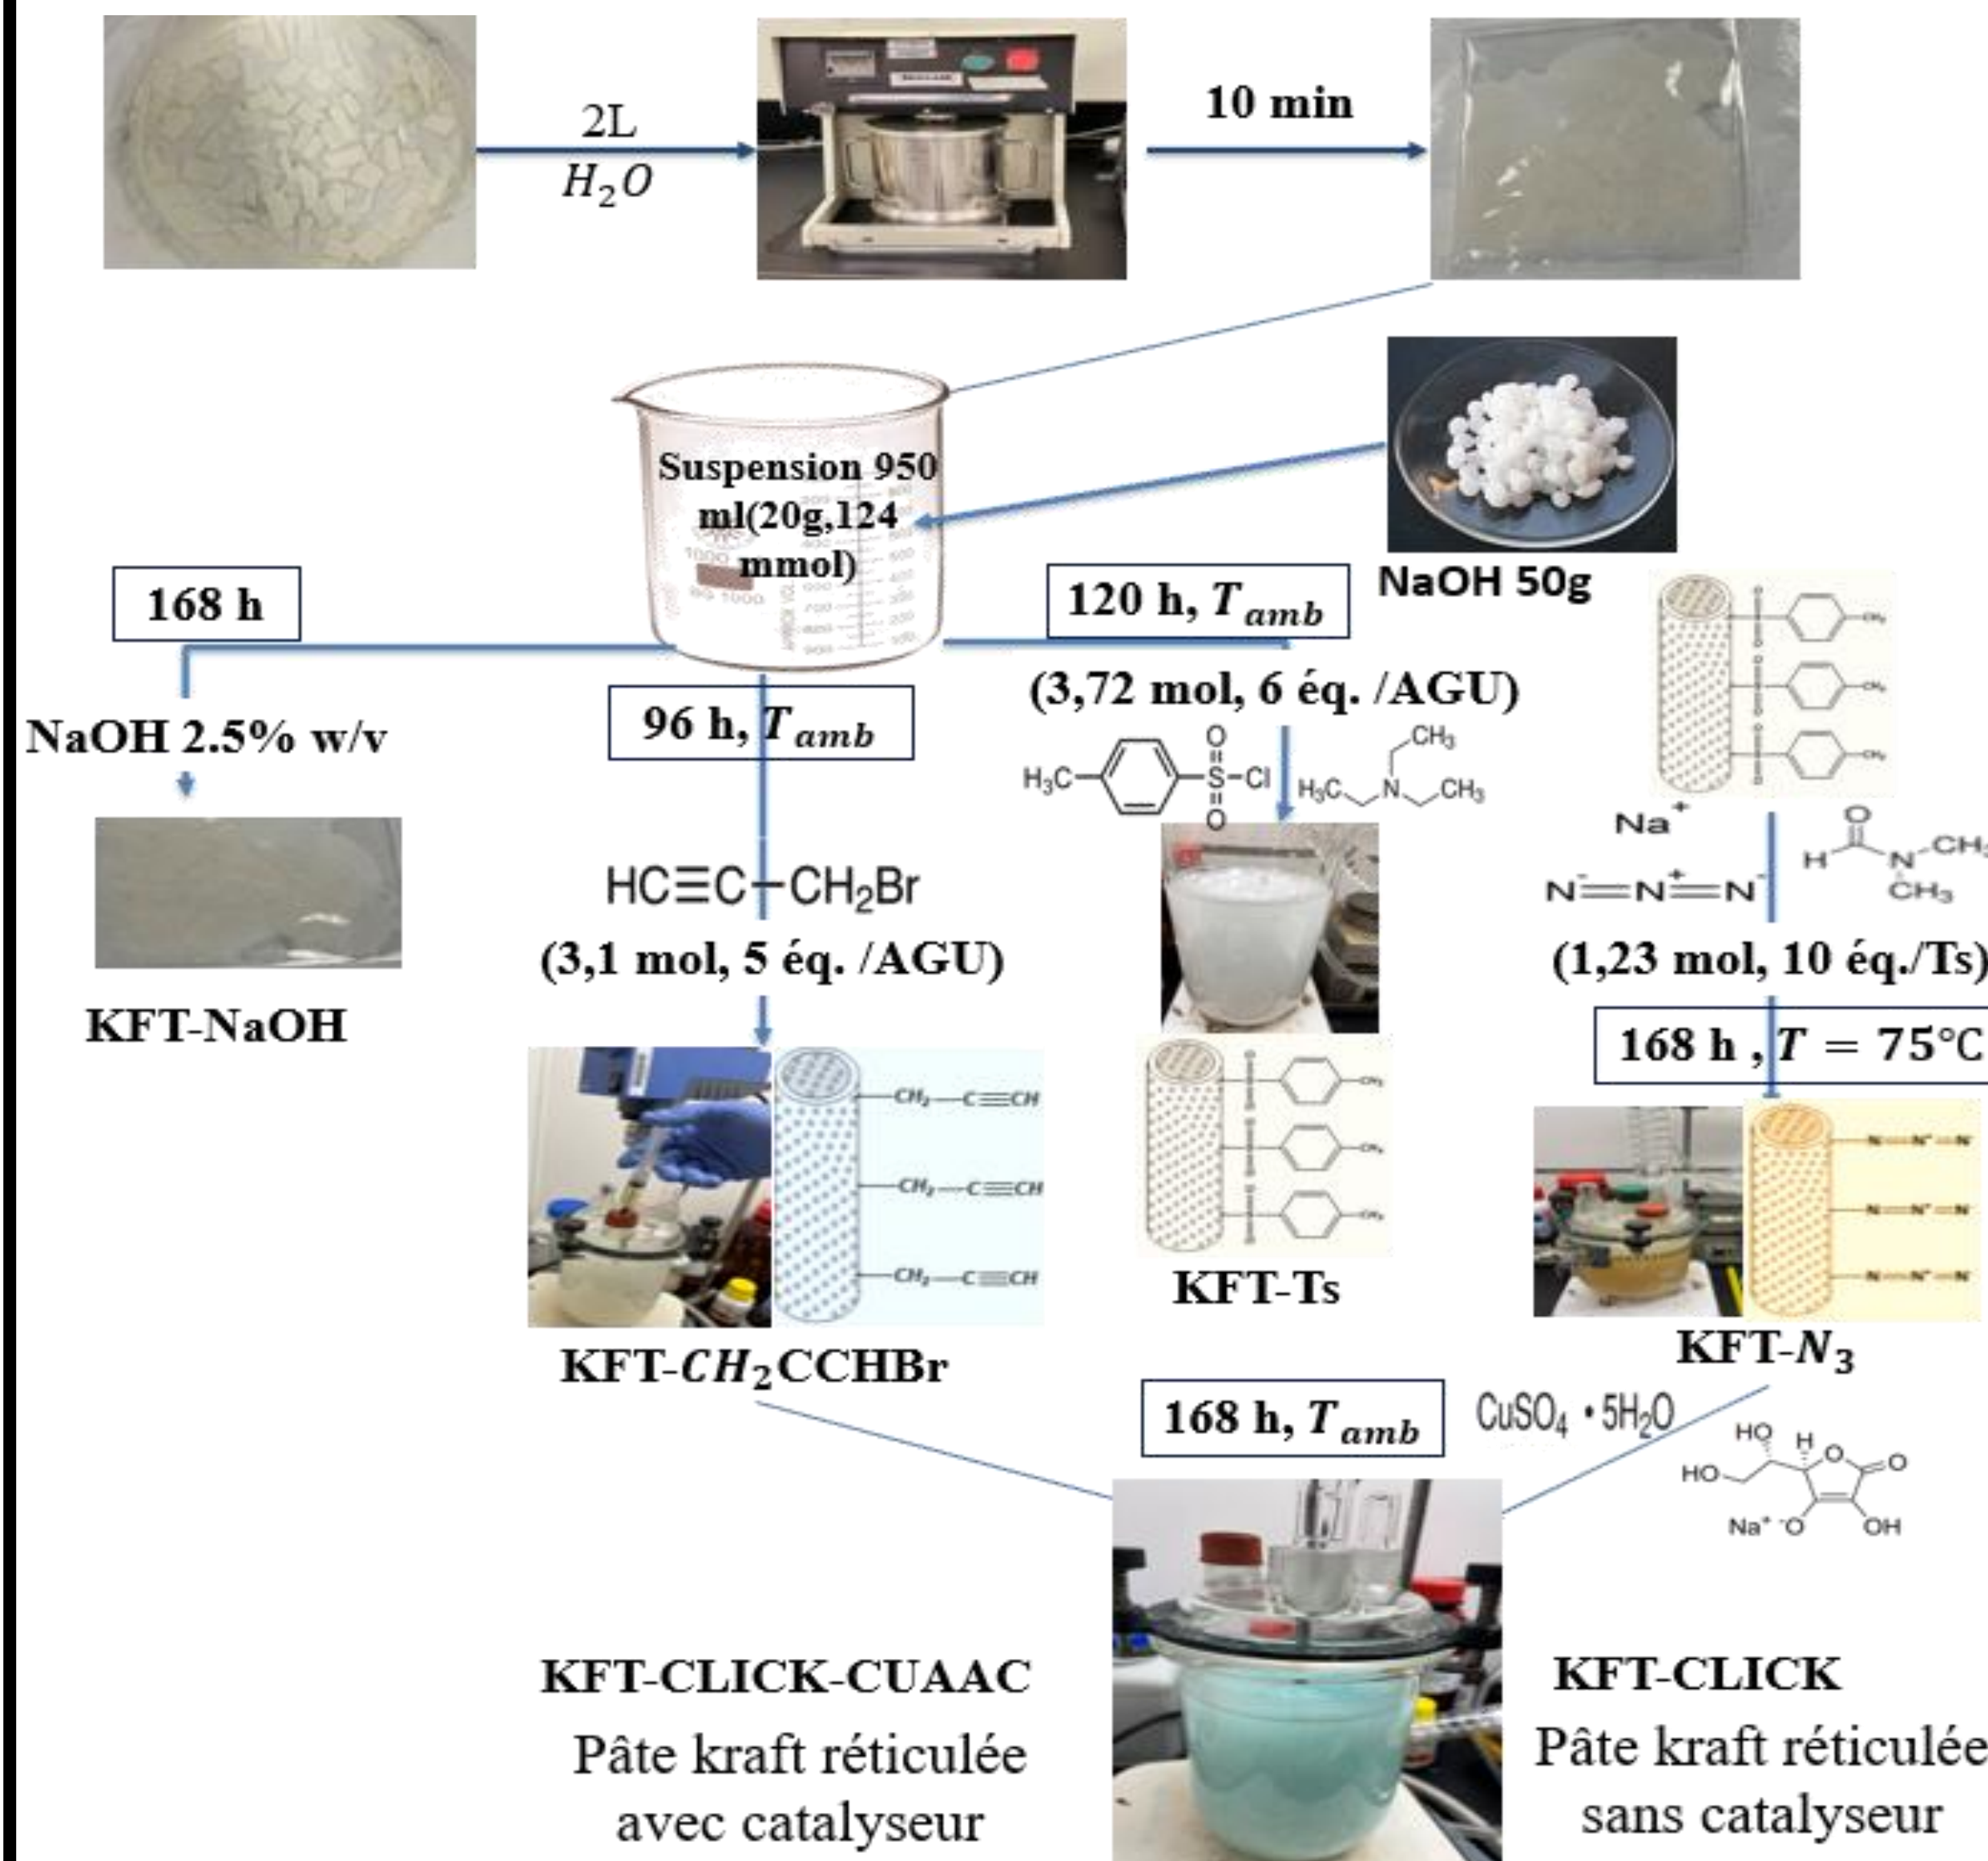 2L
H₂O
10 min
Suspension 950
ml(20g,124
mmol)
NaOH 50g
168 h
120 h, T_amb
(3,72 mol, 6 éq. /AGU)
NaOH 2.5% w/v
96 h, T_amb
H₃C
O
S
Cl
O
CH₃
H₃C
N
CH₃
Na⁺
N⁻=N⁺=N⁻
O
H
N
CH₃
CH₃
HC≡C–CH₂Br
(3,1 mol, 5 éq. /AGU)
(1,23 mol, 10 éq./Ts)
KFT-NaOH
168 h , T = 75°C
CH₂—C≡CH
CH₂—C≡CH
CH₂—C≡CH
KFT-Ts
KFT-CH₂CCHBr
KFT-N₃
168 h, T_amb
CuSO₄ • 5H₂O
HO
H
O
O
HO
Na⁺ ⁻O
OH
KFT-CLICK-CUAAC
Pâte kraft réticulée
avec catalyseur
KFT-CLICK
Pâte kraft réticulée
sans catalyseur